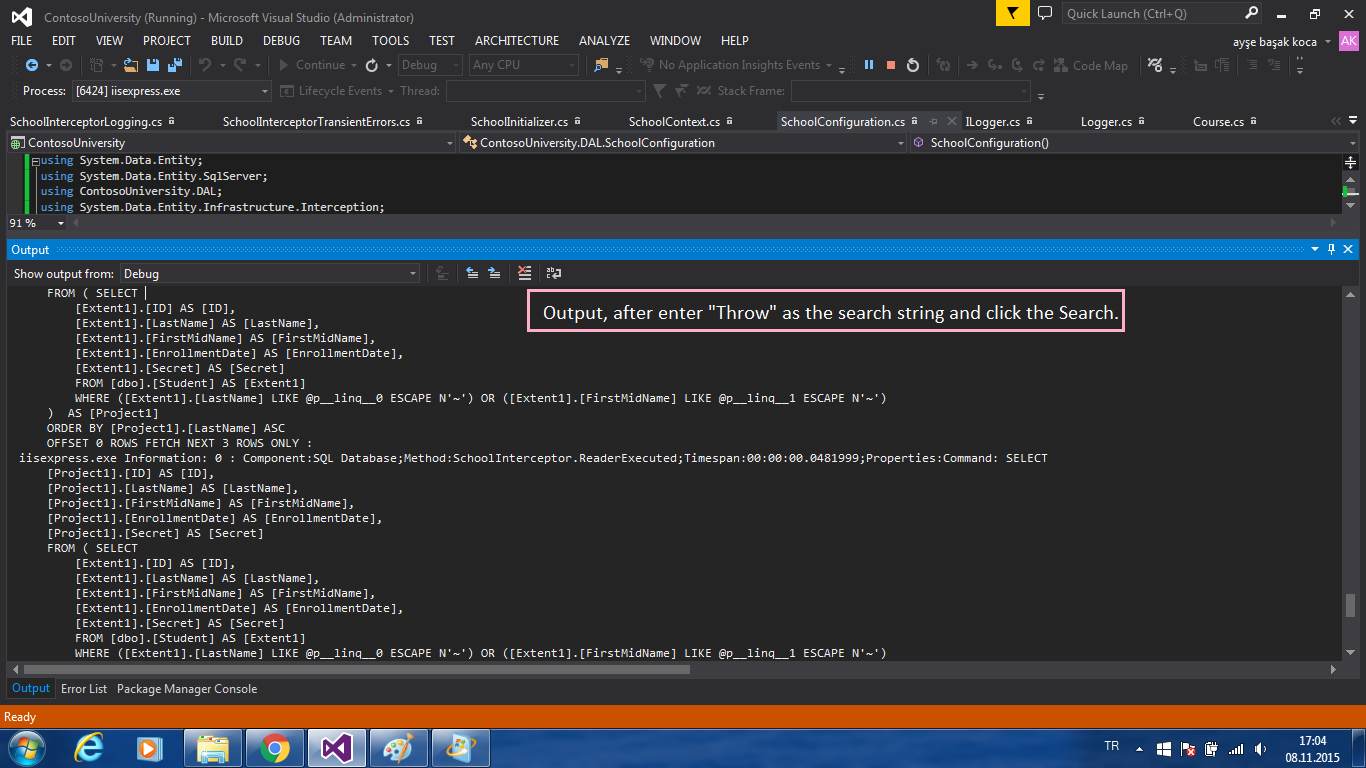 ContosoUniversity (Running) - Microsoft Visual Studio (Administrator)
Quick Launch (Ctrl+Q)
FILE EDIT VIEW PROJECT BUILD DEBUG TEAM TOOLS TEST ARCHITECTURE ANALYZE WINDOW HELP
ayşe başak koca AK
Continue Debug Any CPU No Application Insights Events Code Map
Process: [6424] iisexpress.exe Lifecycle Events Thread: Stack Frame:
SchoolInterceptorLogging.cs SchoolInterceptorTransientErrors.cs SchoolInitializer.cs SchoolContext.cs SchoolConfiguration.cs ILogger.cs Logger.cs Course.cs
ContosoUniversity ContosoUniversity.DAL.SchoolConfiguration SchoolConfiguration()
using System.Data.Entity;
using System.Data.Entity.SqlServer;
using ContosoUniversity.DAL;
using System.Data.Entity.Infrastructure.Interception;
91 %
Output
Show output from: Debug
FROM ( SELECT
[Extent1].[ID] AS [ID],
[Extent1].[LastName] AS [LastName],
[Extent1].[FirstMidName] AS [FirstMidName],
[Extent1].[EnrollmentDate] AS [EnrollmentDate],
[Extent1].[Secret] AS [Secret]
FROM [dbo].[Student] AS [Extent1]
WHERE ([Extent1].[LastName] LIKE @p__linq__0 ESCAPE N'~') OR ([Extent1].[FirstMidName] LIKE @p__linq__1 ESCAPE N'~')
)  AS [Project1]
ORDER BY [Project1].[LastName] ASC
OFFSET 0 ROWS FETCH NEXT 3 ROWS ONLY :
Output, after enter "Throw" as the search string and click the Search.
iisexpress.exe Information: 0 : Component:SQL Database;Method:SchoolInterceptor.ReaderExecuted;Timespan:00:00:00.0481999;Properties:Command: SELECT
[Project1].[ID] AS [ID],
[Project1].[LastName] AS [LastName],
[Project1].[FirstMidName] AS [FirstMidName],
[Project1].[EnrollmentDate] AS [EnrollmentDate],
[Project1].[Secret] AS [Secret]
FROM ( SELECT
[Extent1].[ID] AS [ID],
[Extent1].[LastName] AS [LastName],
[Extent1].[FirstMidName] AS [FirstMidName],
[Extent1].[EnrollmentDate] AS [EnrollmentDate],
[Extent1].[Secret] AS [Secret]
FROM [dbo].[Student] AS [Extent1]
WHERE ([Extent1].[LastName] LIKE @p__linq__0 ESCAPE N'~') OR ([Extent1].[FirstMidName] LIKE @p__linq__1 ESCAPE N'~')
Output Error List Package Manager Console
Ready
TR
17:04
08.11.2015